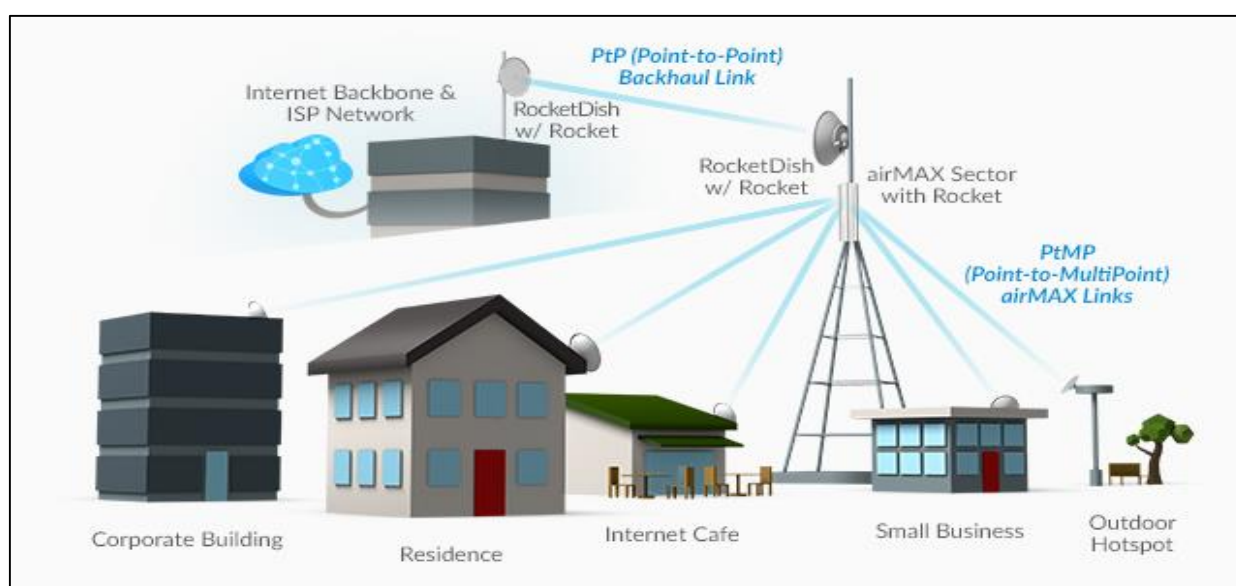 PtP (Point-to-Point)
Backhaul Link
Internet Backbone &
ISP Network
RocketDish
w/ Rocket
RocketDish
w/ Rocket
airMAX Sector
with Rocket
PtMP
(Point-to-MultiPoint)
airMAX Links
Corporate Building
Residence
Internet Cafe
Small Business
Outdoor
Hotspot